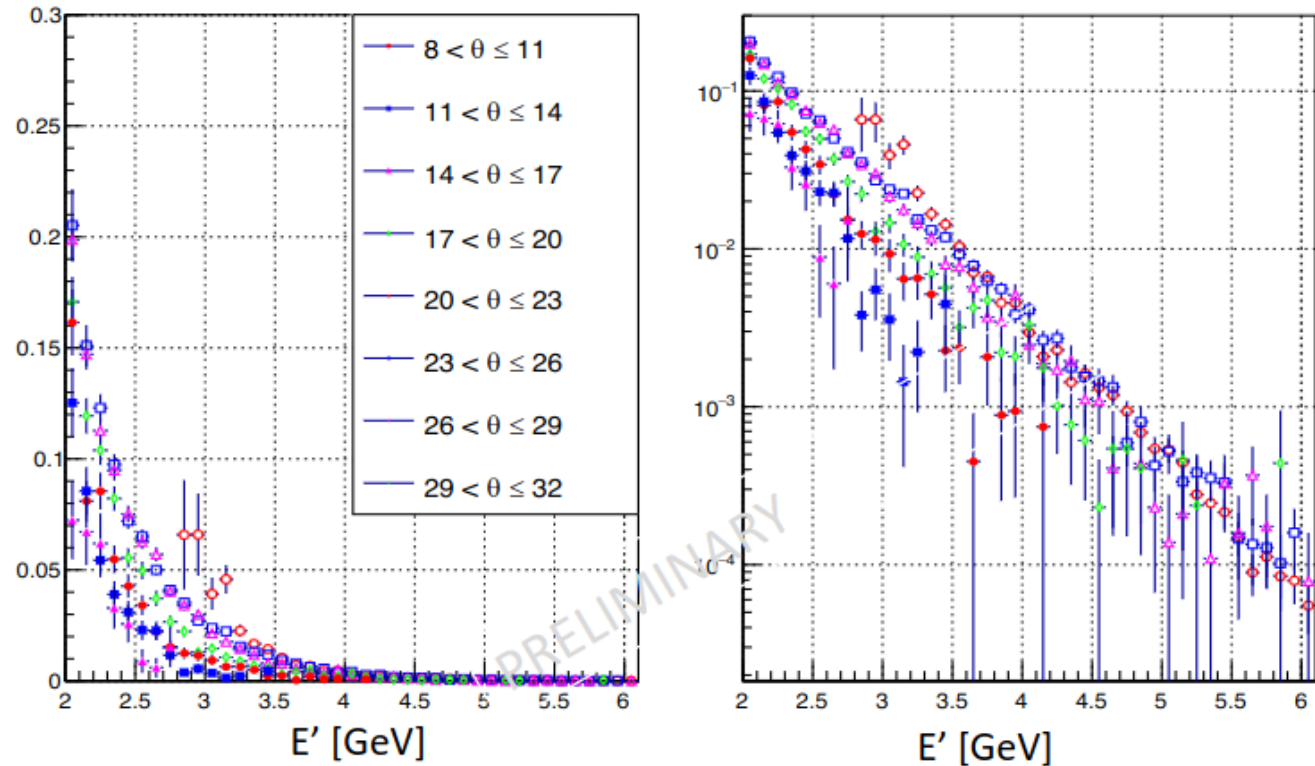 0.3
0.25
0.2
0.15
0.1
0.05
0
2 2.5 3 3.5 4 4.5 5 5.5 6
E’ [GeV]
8 < θ ≤ 11
11 < θ ≤ 14
14 < θ ≤ 17
17 < θ ≤ 20
20 < θ ≤ 23
23 < θ ≤ 26
26 < θ ≤ 29
29 < θ ≤ 32
PRELIMINARY
10⁻¹
10⁻²
10⁻³
10⁻⁴
2 2.5 3 3.5 4 4.5 5 5.5 6
E’ [GeV]